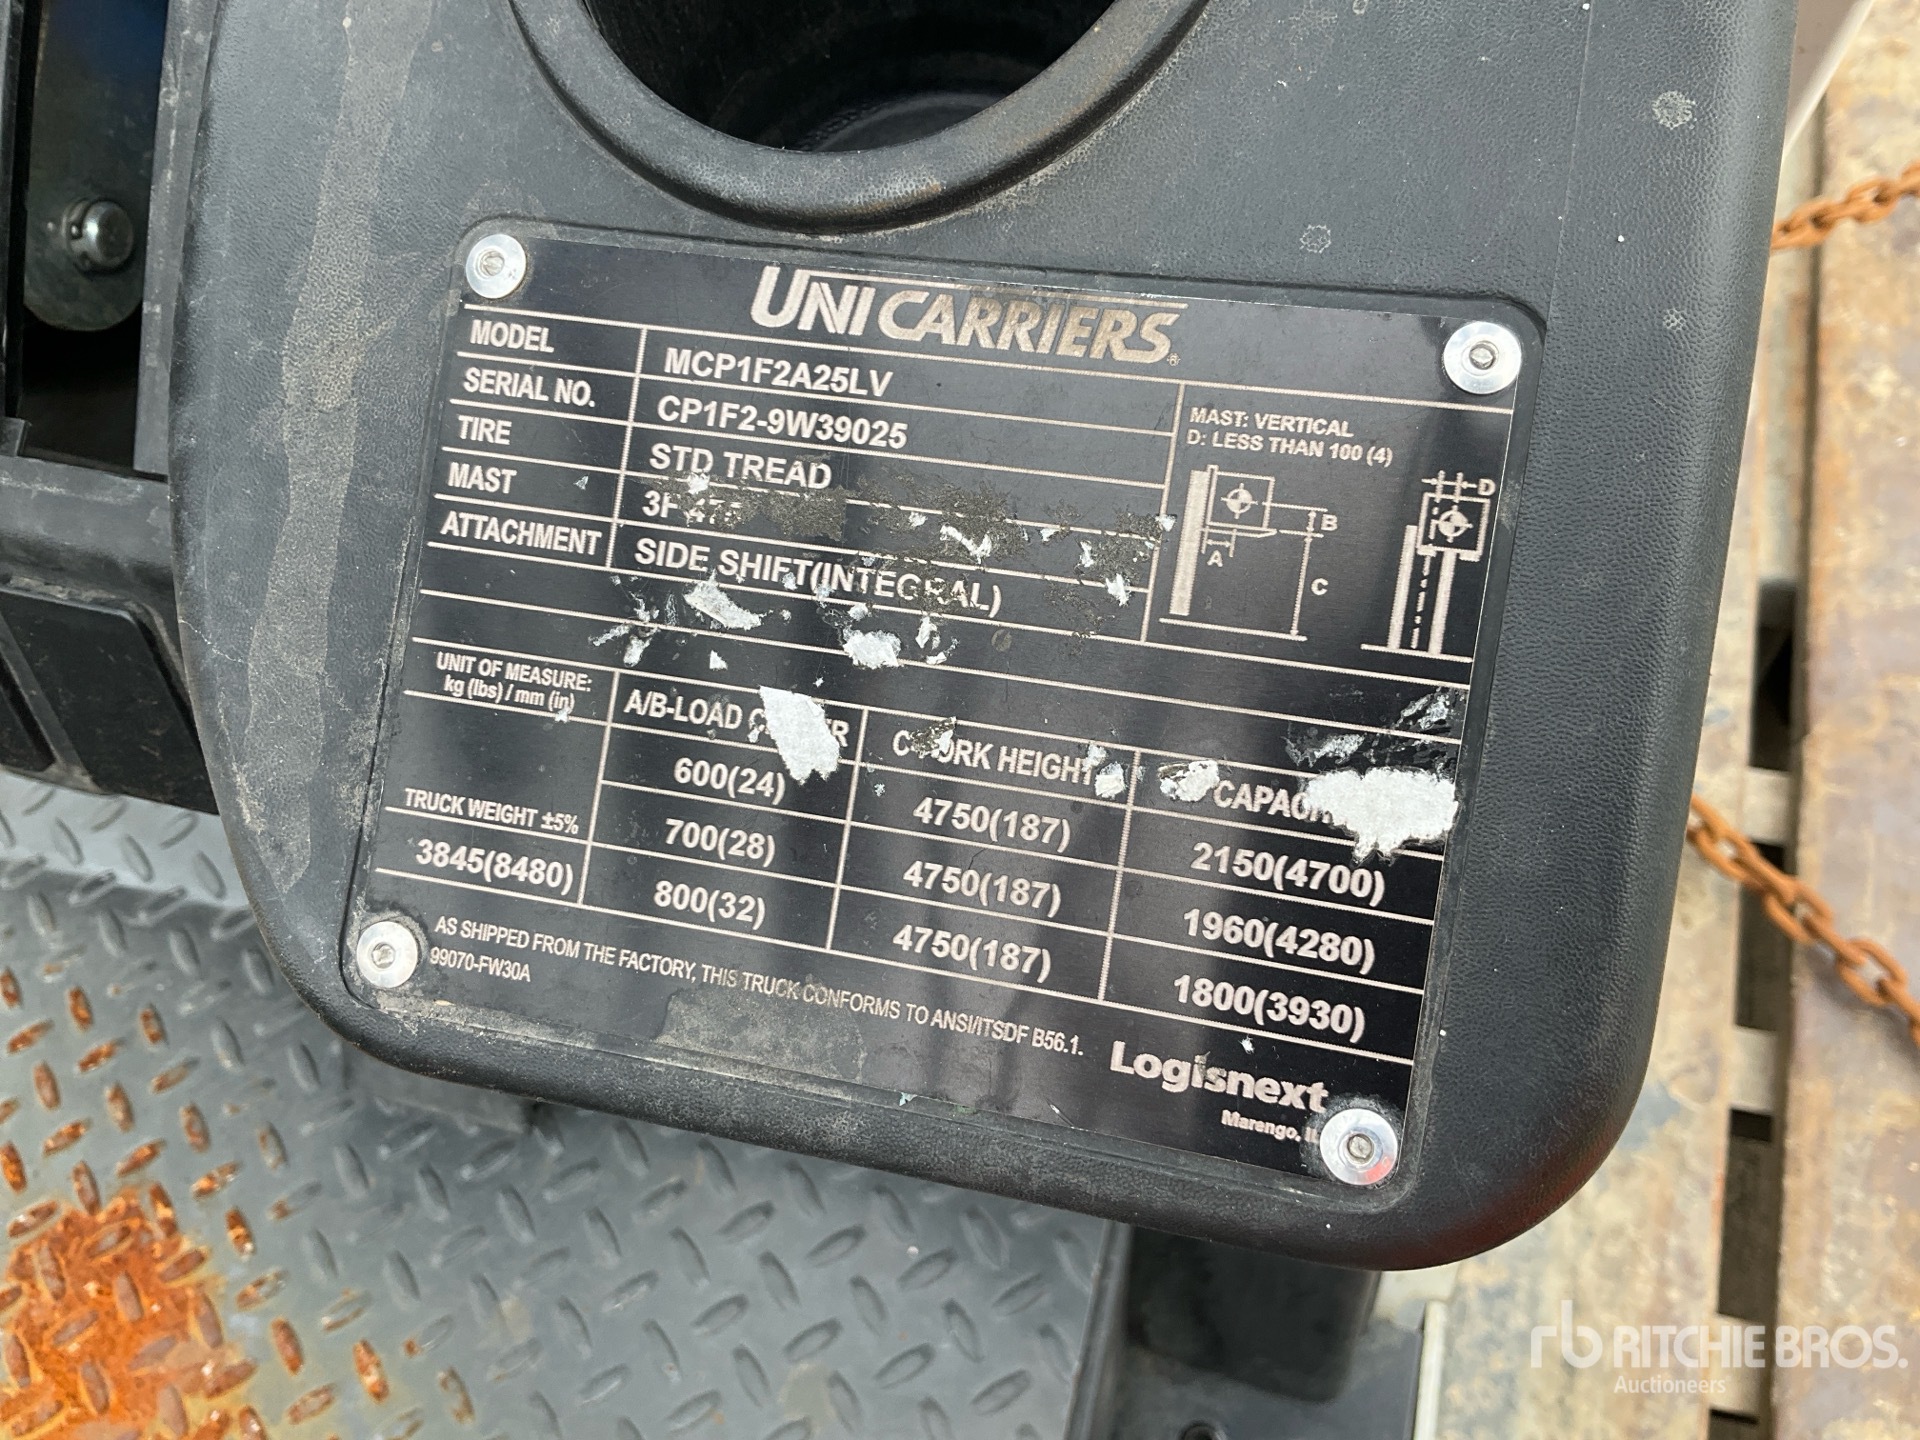 UNICARRIERS
MODEL MCP1F2A25LV
SERIAL NO. CP1F2-9W39025
TIRE STD TREAD
MAST
ATTACHMENT SIDE SHIFT(INTEGRAL)
MAST: VERTICAL
D: LESS THAN 100 (4)
A
B
C
D
UNIT OF MEASURE:
kg (lbs) / mm (in)
A/B-LOAD
HEIGHT
TRUCK WEIGHT ±5%
3845(8480)
600(24) 4750(187) 2150(4700)
700(28) 4750(187) 1960(4280)
800(32) 4750(187) 1800(3930)
AS SHIPPED FROM THE FACTORY, THIS TRUCK CONFORMS TO ANSI/ITSDF B56.1.
99070-FW30A
Logisnext
Marengo,
rb RITCHIE BROS.
Auctioneers